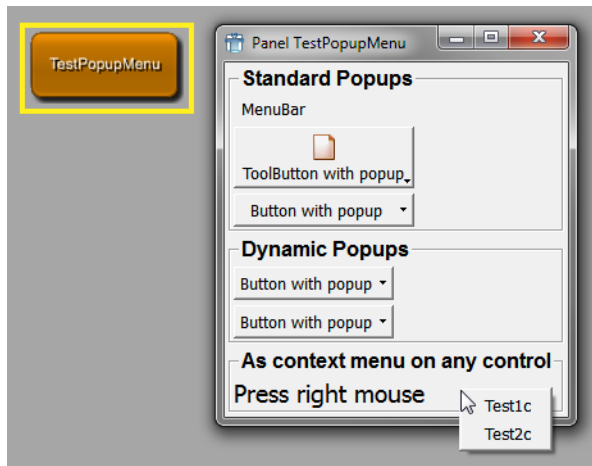 TestPopupMenu
Panel TestPopupMenu
Standard Popups
MenuBar
ToolButton with popup
Button with popup
Dynamic Popups
Button with popup
Button with popup
As context menu on any control
Press right mouse
Test1c
Test2c